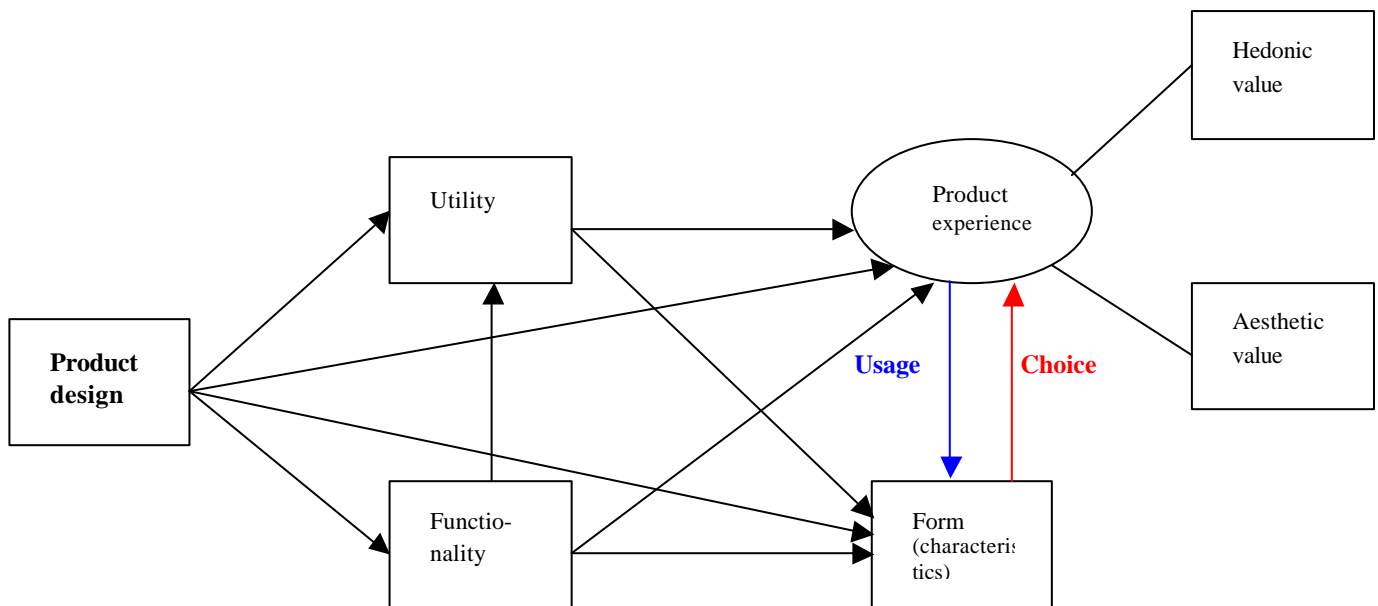 Hedonic
value
Utility
Product
experience
Product
design
Usage
Choice
Aesthetic
value
Functio-
nality
Form
(characteris
tics)